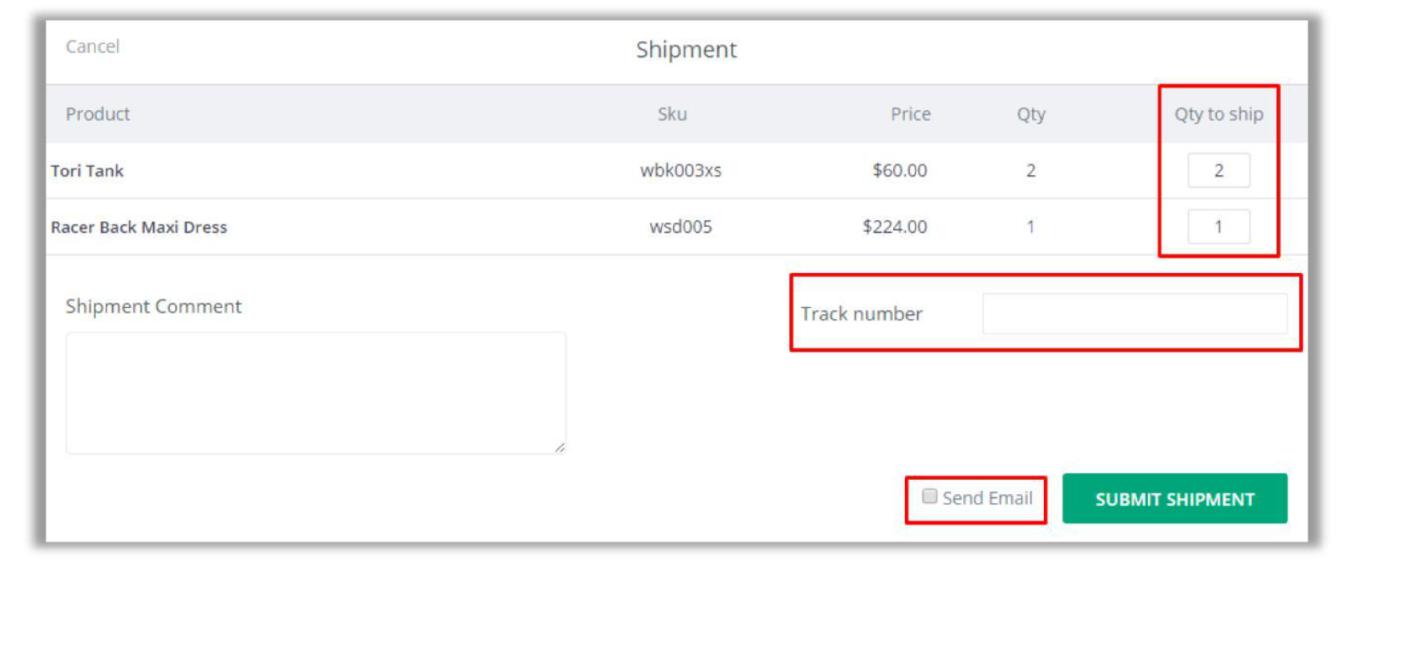 Cancel Shipment
Product Sku Price Qty Qty to ship
Tori Tank wbk003xs $60.00 2 2
Racer Back Maxi Dress wsd005 $224.00 1 1
Shipment Comment Track number
Send Email SUBMIT SHIPMENT